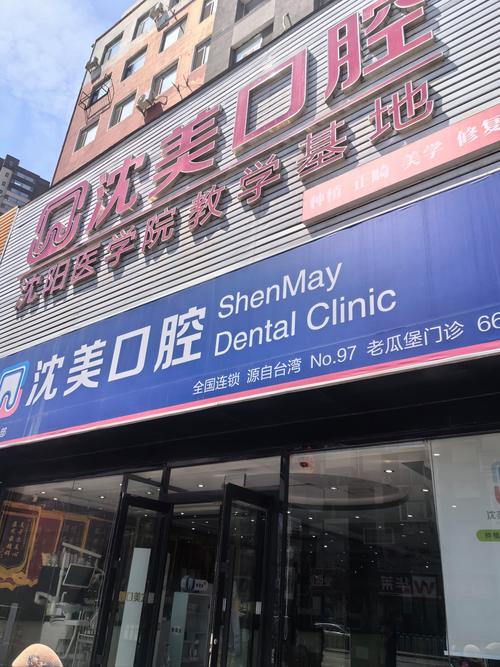 沈美口腔
沈阳医学院教学基地
种植 正畸 美学 修复
沈美口腔
ShenMay
Dental Clinic
全国连锁 源自台湾 No.97 老瓜堡门诊 66